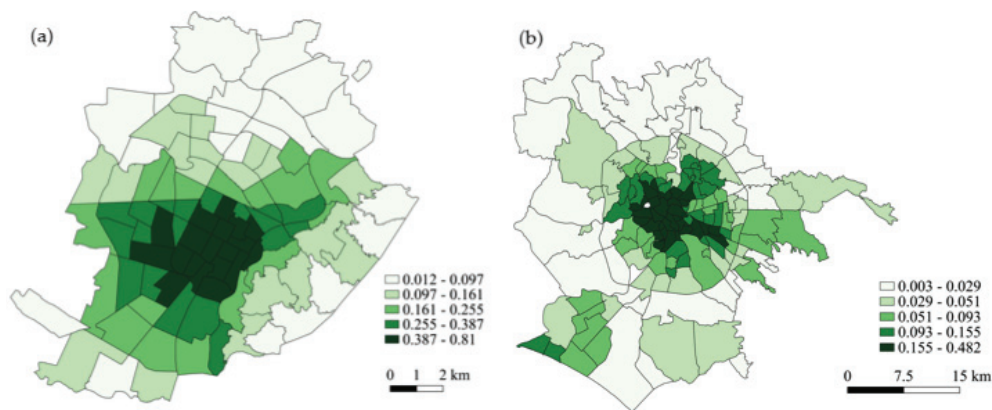 (a)
0.012 - 0.097
0.097 - 0.161
0.161 - 0.255
0.255 - 0.387
0.387 - 0.81
0 1 2 km
(b)
0.003 - 0.029
0.029 - 0.051
0.051 - 0.093
0.093 - 0.155
0.155 - 0.482
0 7.5 15 km